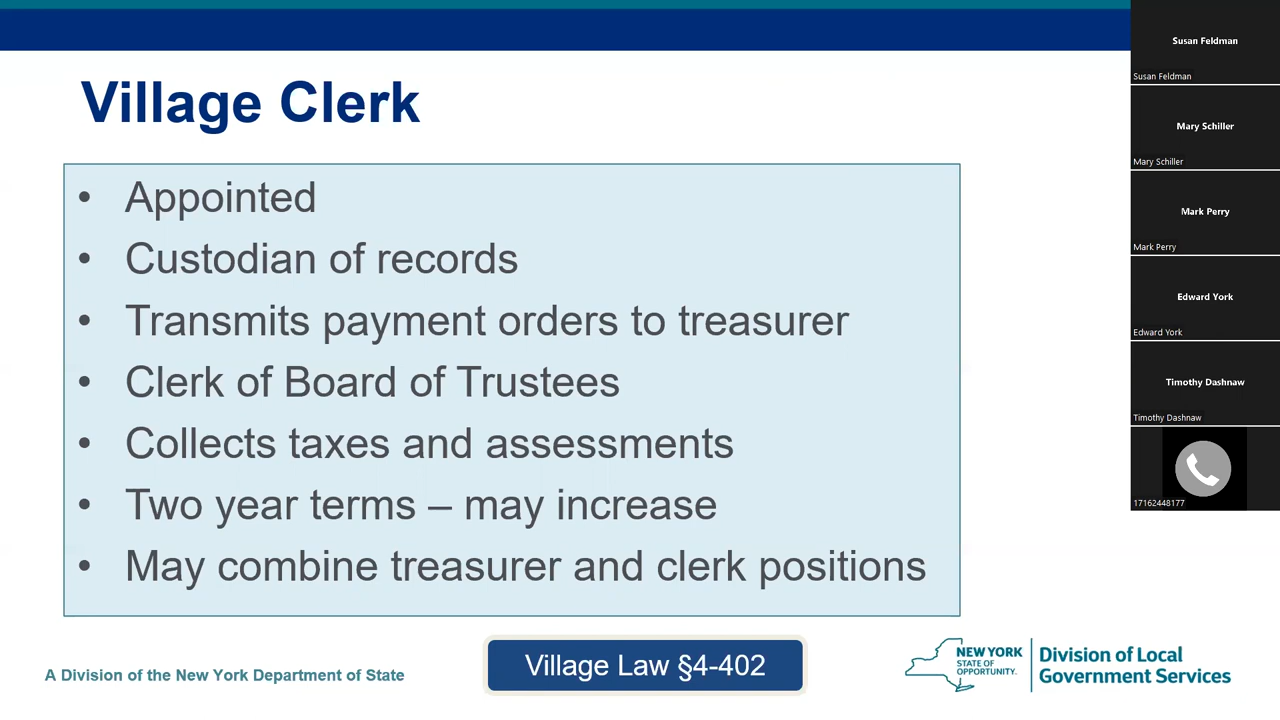 Village Clerk
• Appointed
• Custodian of records
• Transmits payment orders to treasurer
• Clerk of Board of Trustees
• Collects taxes and assessments
• Two year terms – may increase
• May combine treasurer and clerk positions
A Division of the New York Department of State
Village Law §4-402
NEW YORK
STATE OF
OPPORTUNITY.
Division of Local
Government Services
Susan Feldman
Susan Feldman
Mary Schiller
Mary Schiller
Mark Perry
Mark Perry
Edward York
Edward York
Timothy Dashnaw
Timothy Dashnaw
17162448177